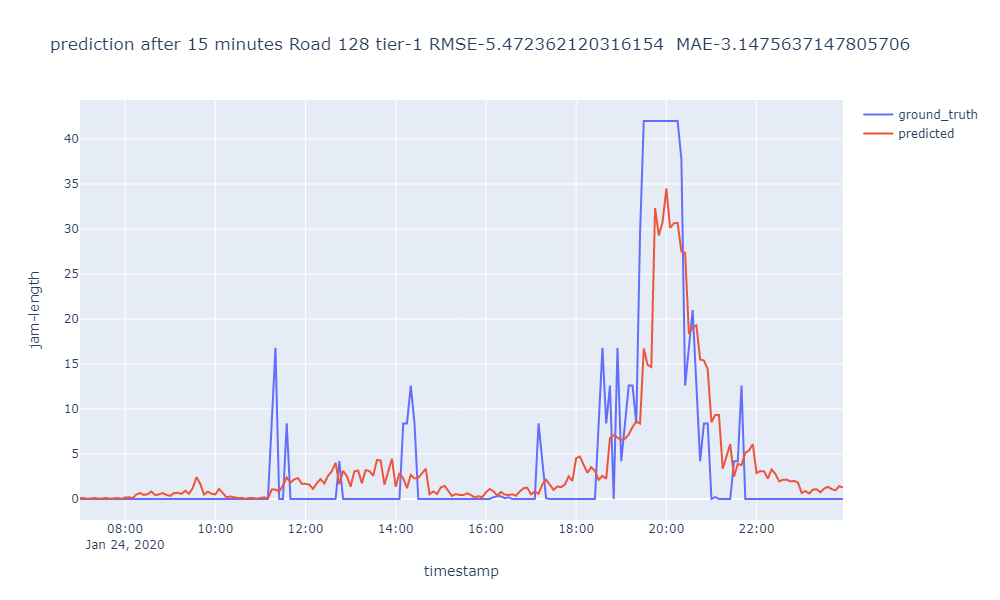 prediction after 15 minutes Road 128 tier-1 RMSE-5.472362120316154  MAE-3.1475637147805706
ground_truth
predicted
jam-length
40
35
30
25
20
15
10
5
0
08:00 10:00 12:00 14:00 16:00 18:00 20:00 22:00
Jan 24, 2020
timestamp